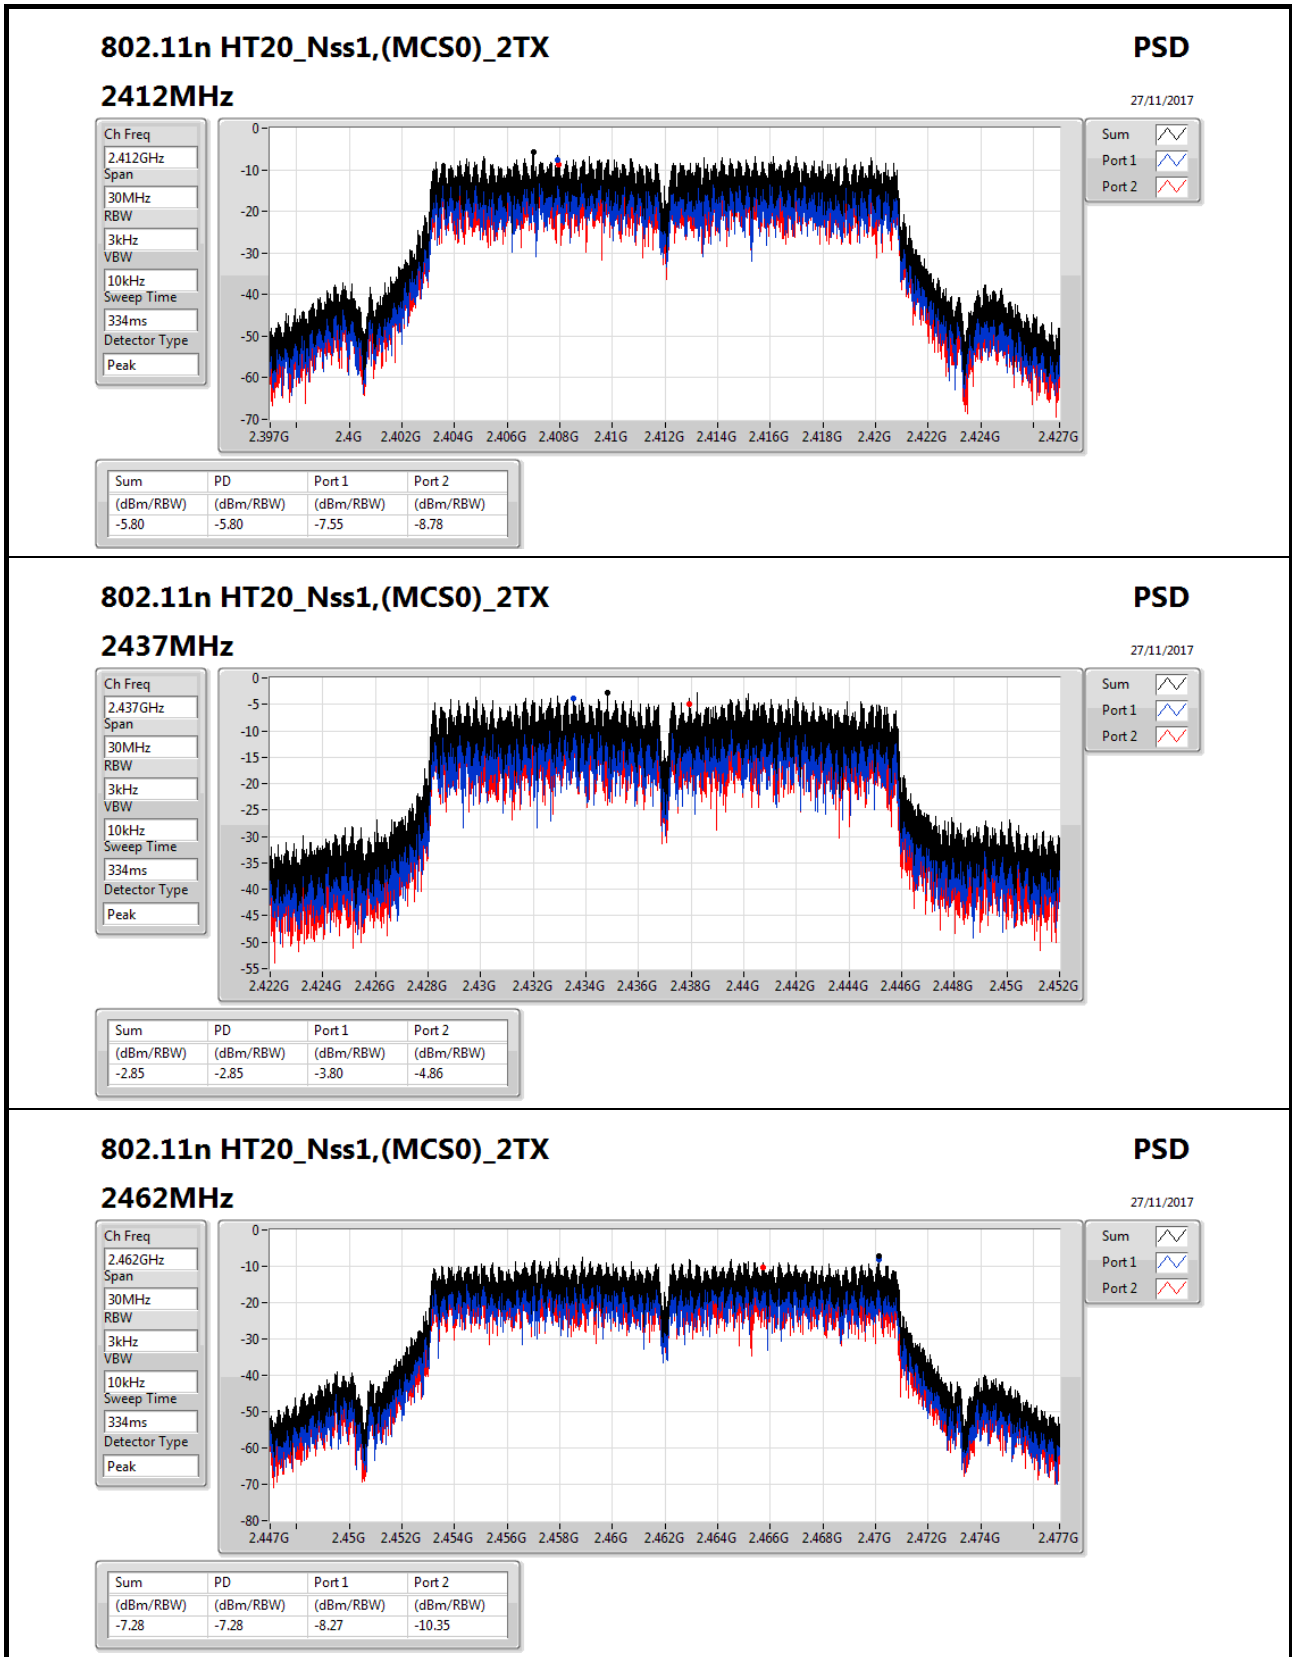 802.11n HT20_Nss1,(MCS0)_2TX PSD
2412MHz 27/11/2017
Ch Freq
2.412GHz
Span
30MHz
RBW
3kHz
VBW
10kHz
Sweep Time
334ms
Detector Type
Peak
0
-10
-20
-30
-40
-50
-60
-70
2.397G 2.4G 2.402G 2.404G 2.406G 2.408G 2.41G 2.412G 2.414G 2.416G 2.418G 2.42G 2.422G 2.424G 2.427G
Sum
Port 1
Port 2
Sum PD Port 1 Port 2
(dBm/RBW) (dBm/RBW) (dBm/RBW) (dBm/RBW)
-5.80 -5.80 -7.55 -8.78
802.11n HT20_Nss1,(MCS0)_2TX PSD
2437MHz 27/11/2017
Ch Freq
2.437GHz
Span
30MHz
RBW
3kHz
VBW
10kHz
Sweep Time
334ms
Detector Type
Peak
0
-5
-10
-15
-20
-25
-30
-35
-40
-45
-50
-55
2.422G 2.424G 2.426G 2.428G 2.43G 2.432G 2.434G 2.436G 2.438G 2.44G 2.442G 2.444G 2.446G 2.448G 2.45G 2.452G
Sum
Port 1
Port 2
Sum PD Port 1 Port 2
(dBm/RBW) (dBm/RBW) (dBm/RBW) (dBm/RBW)
-2.85 -2.85 -3.80 -4.86
802.11n HT20_Nss1,(MCS0)_2TX PSD
2462MHz 27/11/2017
Ch Freq
2.462GHz
Span
30MHz
RBW
3kHz
VBW
10kHz
Sweep Time
334ms
Detector Type
Peak
0
-10
-20
-30
-40
-50
-60
-70
-80
2.447G 2.45G 2.452G 2.454G 2.456G 2.458G 2.46G 2.462G 2.464G 2.466G 2.468G 2.47G 2.472G 2.474G 2.477G
Sum
Port 1
Port 2
Sum PD Port 1 Port 2
(dBm/RBW) (dBm/RBW) (dBm/RBW) (dBm/RBW)
-7.28 -7.28 -8.27 -10.35